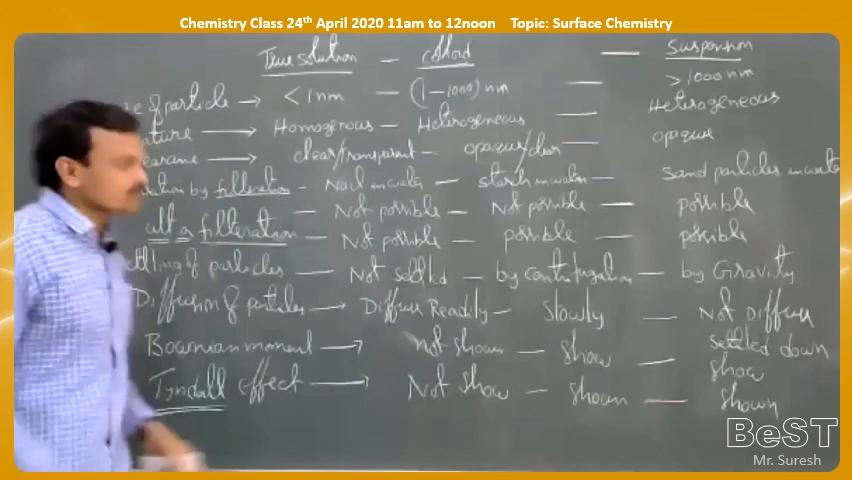 Chemistry Class 24th April 2020 11am to 12noon Topic: Surface Chemistry
True solution — colloid — Suspention
of particle → < 1nm — (1-1000) nm — > 1000 nm
ature → Homogenous — Heterogeneous — Heterogeneous
earance → clear/transparent — opaque/clear — opaque
Nacl in water — starch in water — Sand particles in water
ation by filteration — Not possible — Not possible — possible
ult a filteration — Not possible — possible — possible
ttling of particles — Not settled — by centrifugation — by Gravity
Diffusion of particles → Diffuse Readily — Slowly — Not Diffuse
settled down
Bownian moment → not shown — show — show
Tyndall effect → Not show — shown — shown
BeST
Mr. Suresh